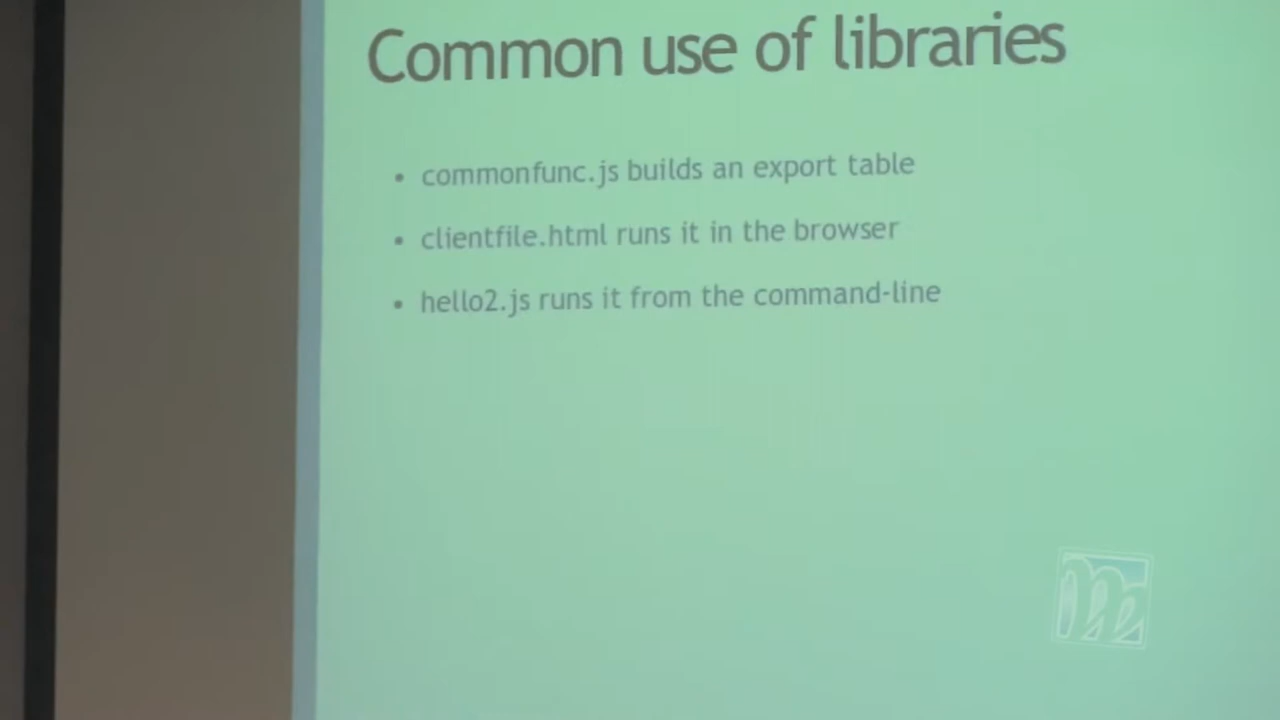 Common use of libraries
• commonfunc.js builds an export table
• clientfile.html runs it in the browser
• hello2.js runs it from the command-line